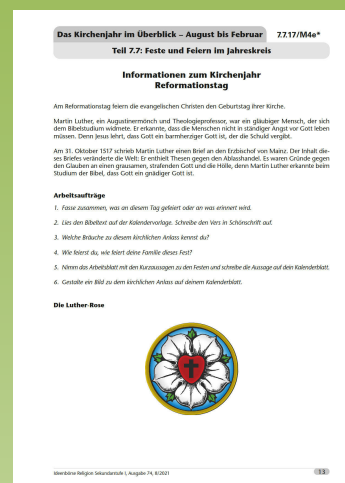 Das Kirchenjahr im Überblick – August bis Februar 7.7.17/M4e*
Teil 7.7: Feste und Feiern im Jahreskreis
Informationen zum Kirchenjahr
Reformationstag
Am Reformationstag feiern die evangelischen Christen den Geburtstag ihrer Kirche.
Martin Luther, ein Augustinermönch und Theologieprofessor, war ein gläubiger Mensch, der sich
dem Bibelstudium widmete. Er erkannte, dass die Menschen nicht in ständiger Angst vor Gott leben
müssen. Denn Jesus lehrt, dass Gott ein barmherziger Gott ist, der die Schuld vergibt.
Am 31. Oktober 1517 schrieb Martin Luther einen Brief an den Erzbischof von Mainz. Der Inhalt die-
ses Briefes veränderte die Welt: Er enthielt Thesen gegen den Ablasshandel. Es waren Gründe gegen
den Glauben an einen grausamen, strafenden Gott und die Hölle, denn Martin Luther erkannte beim
Studium der Bibel, dass Gott ein gnädiger Gott ist.
Arbeitsaufträge
1. Fasse zusammen, was an diesem Tag gefeiert oder an was erinnert wird.
2. Lies den Bibeltext auf der Kalendervorlage. Schreibe den Vers in Schönschrift auf.
3. Welche Bräuche zu diesem kirchlichen Anlass kennst du?
4. Wie feierst du, wie feiert deine Familie dieses Fest?
5. Nimm das Arbeitsblatt mit den Kurzaussagen zu den Festen und schreibe die Aussage auf dein Kalenderblatt.
6. Gestalte ein Bild zu dem kirchlichen Anlass auf deinem Kalenderblatt.
Die Luther-Rose
Ideenbörse Religion Sekundarstufe I, Ausgabe 74, 8/2021 13